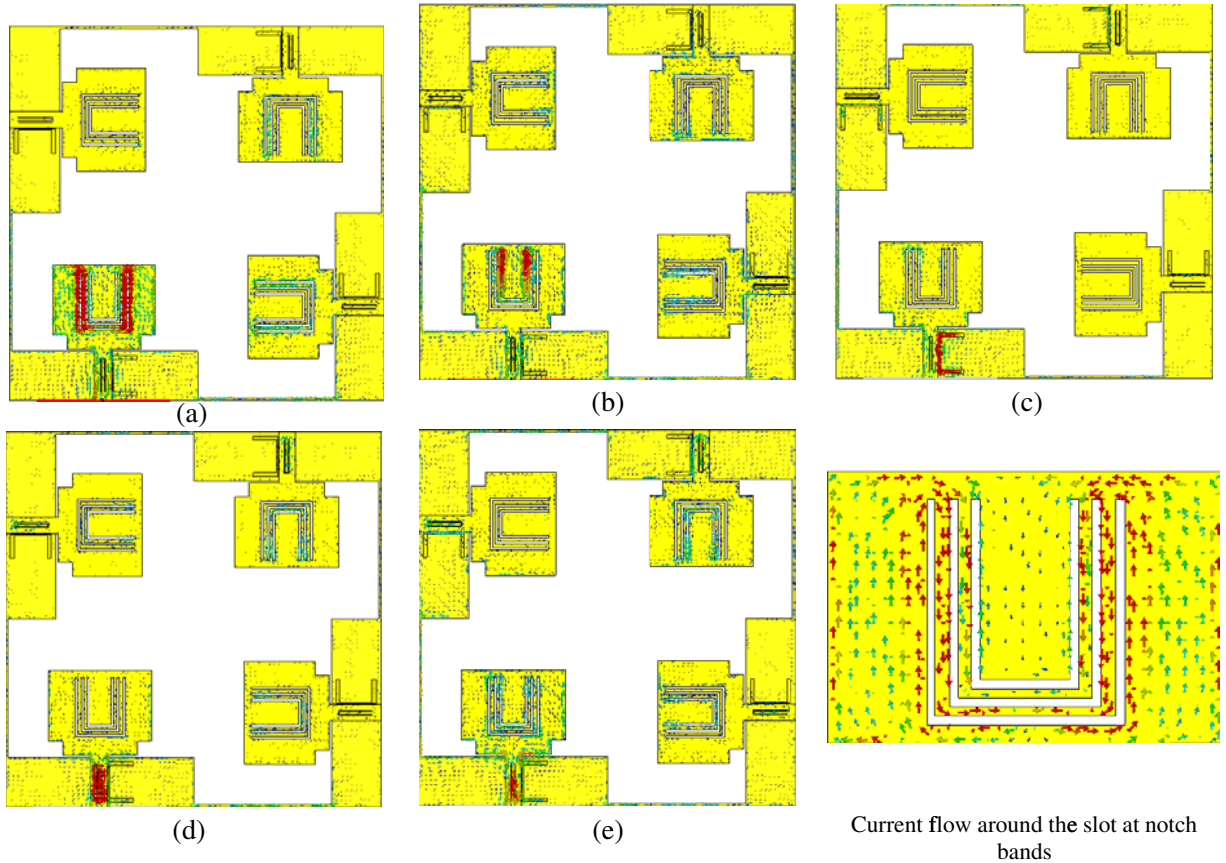 (a)
(b)
(c)
(d)
(e)
Current flow around the slot at notch
bands